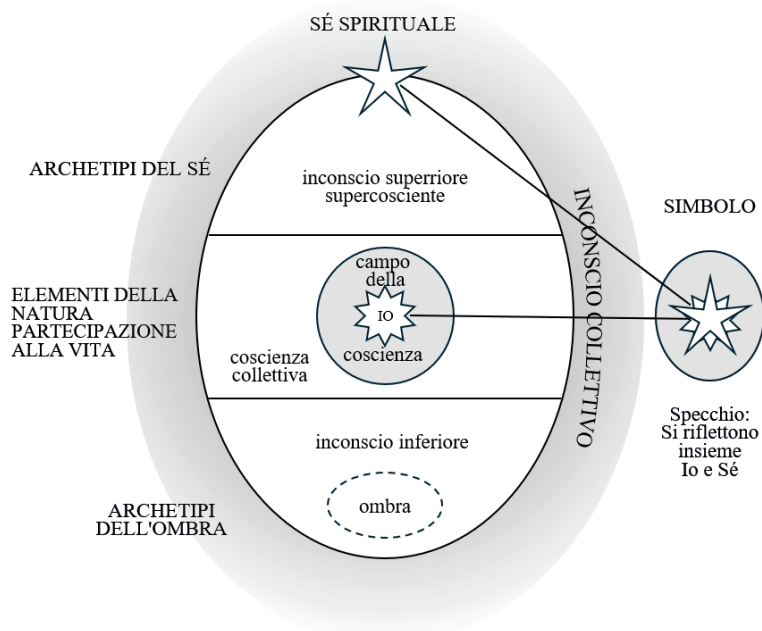 SÉ SPIRITUALE
ARCHETIPI DEL SÉ
inconscio superriore
supercosciente
INCONSCIO COLLETTIVO
SIMBOLO
ELEMENTI DELLA
NATURA
PARTECIPAZIONE
ALLA VITA
campo
della
IO
coscienza
coscienza
collettiva
Specchio:
Si riflettono
insieme
Io e Sé
inconscio inferiore
ombra
ARCHETIPI
DELL'OMBRA